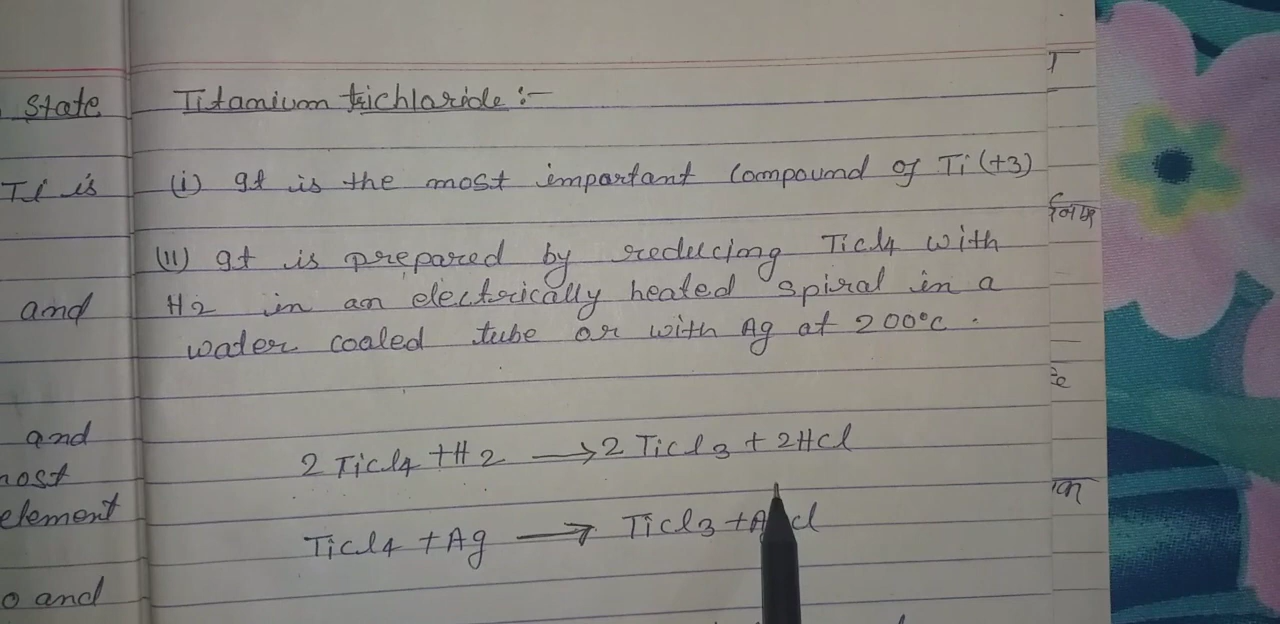 state
Titanium trichloride :-
Ti is
(i) It is the most important compound of Ti (+3)
(ii) It is prepared by reducing TiCl4 with
and
H2 in an electrically heated spiral in a
water cooled tube or with Ag at 200°C.
and
2 TiCl4 + H2 → 2 TiCl3 + 2HCl
element
TiCl4 + Ag → TiCl3 +
and